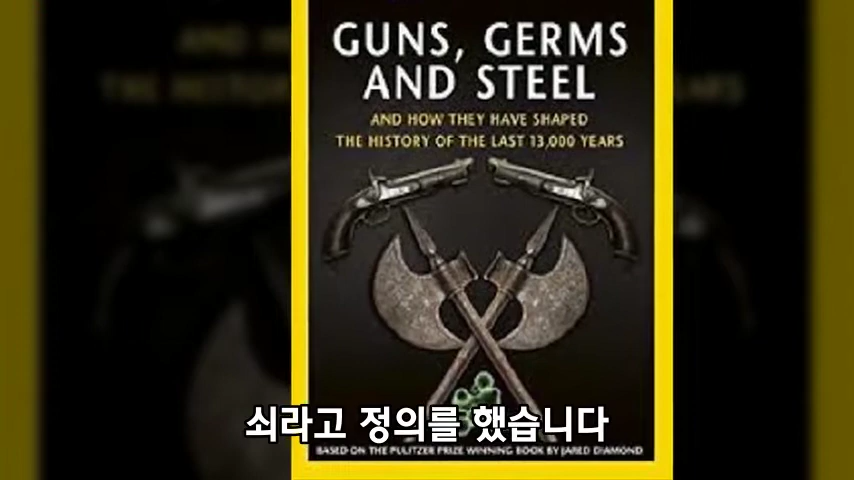 GUNS, GERMS
AND STEEL
AND HOW THEY HAVE SHAPED
THE HISTORY OF THE LAST 13,000 YEARS
쇠라고 정의를 했습니다
BASED ON THE PULITZER PRIZE WINNING BOOK BY JARED DIAMOND